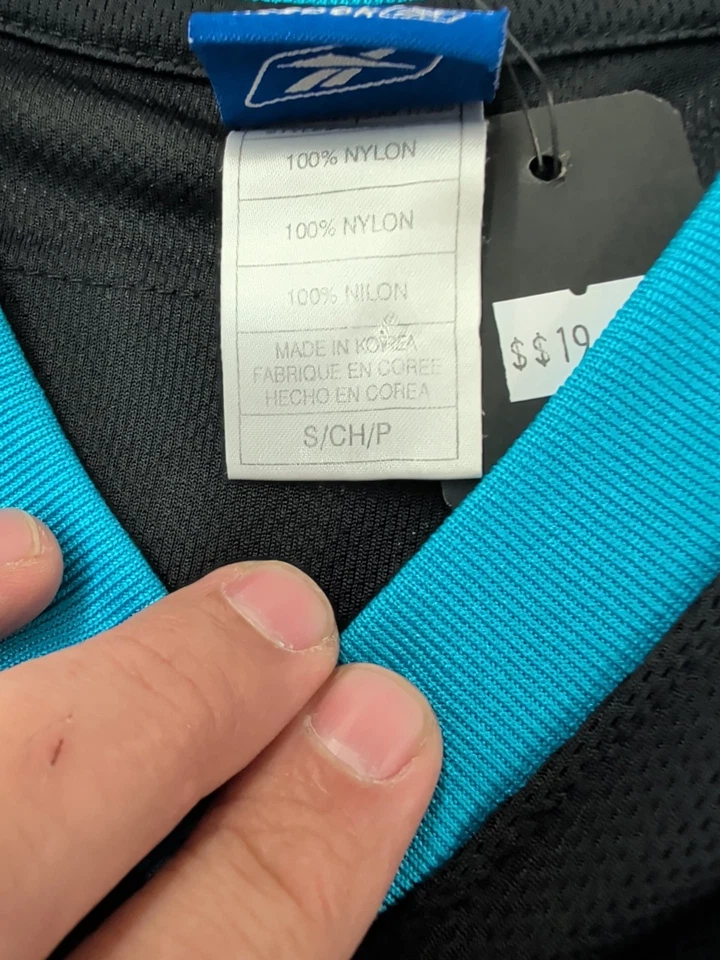 100% NYLON
100% NYLON
100% NILON
MADE IN KOREA
FABRIQUE EN COREE
HECHO EN COREA
S/CH/P
$$19